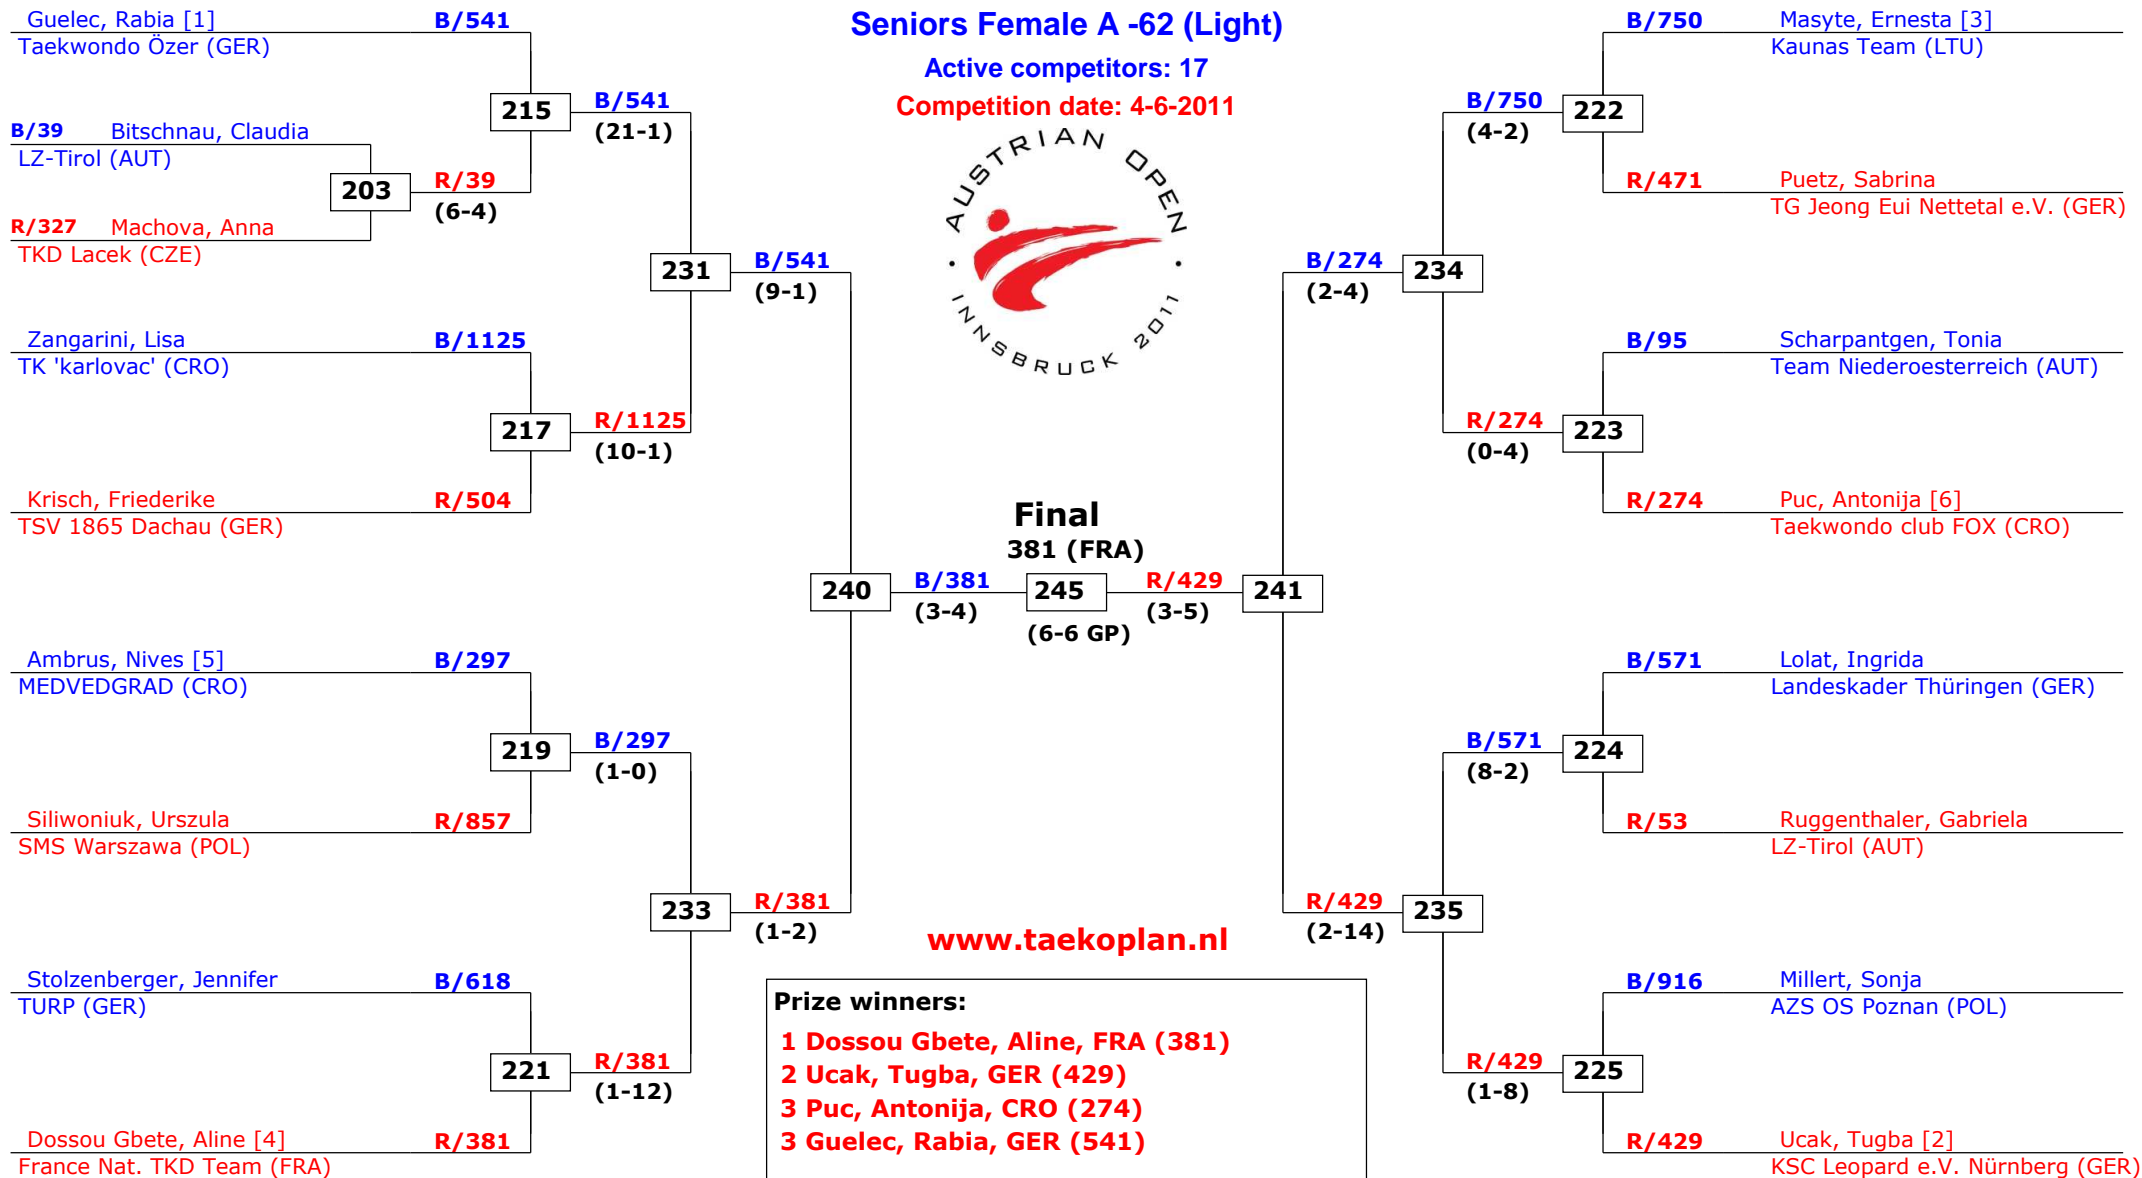 Seniors Female A -62 (Light)
Active competitors: 17
Competition date: 4-6-2011
AUSTRIAN OPEN
· INNSBRUCK 2011 ·
Guelec, Rabia [1] B/541
Taekwondo Özer (GER)
B/39 Bitschnau, Claudia
LZ-Tirol (AUT)
203
R/39
(6-4)
R/327 Machova, Anna
TKD Lacek (CZE)
215
B/541
(21-1)
Zangarini, Lisa B/1125
TK 'karlovac' (CRO)
217
R/1125
(10-1)
Krisch, Friederike R/504
TSV 1865 Dachau (GER)
231
B/541
(9-1)
Ambrus, Nives [5] B/297
MEDVEDGRAD (CRO)
219
B/297
(1-0)
Siliwoniuk, Urszula R/857
SMS Warszawa (POL)
233
R/381
(1-2)
Stolzenberger, Jennifer B/618
TURP (GER)
221
R/381
(1-12)
Dossou Gbete, Aline [4] R/381
France Nat. TKD Team (FRA)
240
B/381
(3-4)
Final
381 (FRA)
245
(6-6 GP)
R/429
(3-5)
241
B/750 Masyte, Ernesta [3]
Kaunas Team (LTU)
B/750
(4-2)
222
R/471 Puetz, Sabrina
TG Jeong Eui Nettetal e.V. (GER)
B/274
(2-4)
234
B/95 Scharpantgen, Tonia
Team Niederoesterreich (AUT)
R/274
(0-4)
223
R/274 Puc, Antonija [6]
Taekwondo club FOX (CRO)
B/571 Lolat, Ingrida
Landeskader Thüringen (GER)
B/571
(8-2)
224
R/53 Ruggenthaler, Gabriela
LZ-Tirol (AUT)
R/429
(2-14)
235
B/916 Millert, Sonja
AZS OS Poznan (POL)
R/429
(1-8)
225
R/429 Ucak, Tugba [2]
KSC Leopard e.V. Nürnberg (GER)
www.taekoplan.nl
Prize winners:
1 Dossou Gbete, Aline, FRA (381)
2 Ucak, Tugba, GER (429)
3 Puc, Antonija, CRO (274)
3 Guelec, Rabia, GER (541)